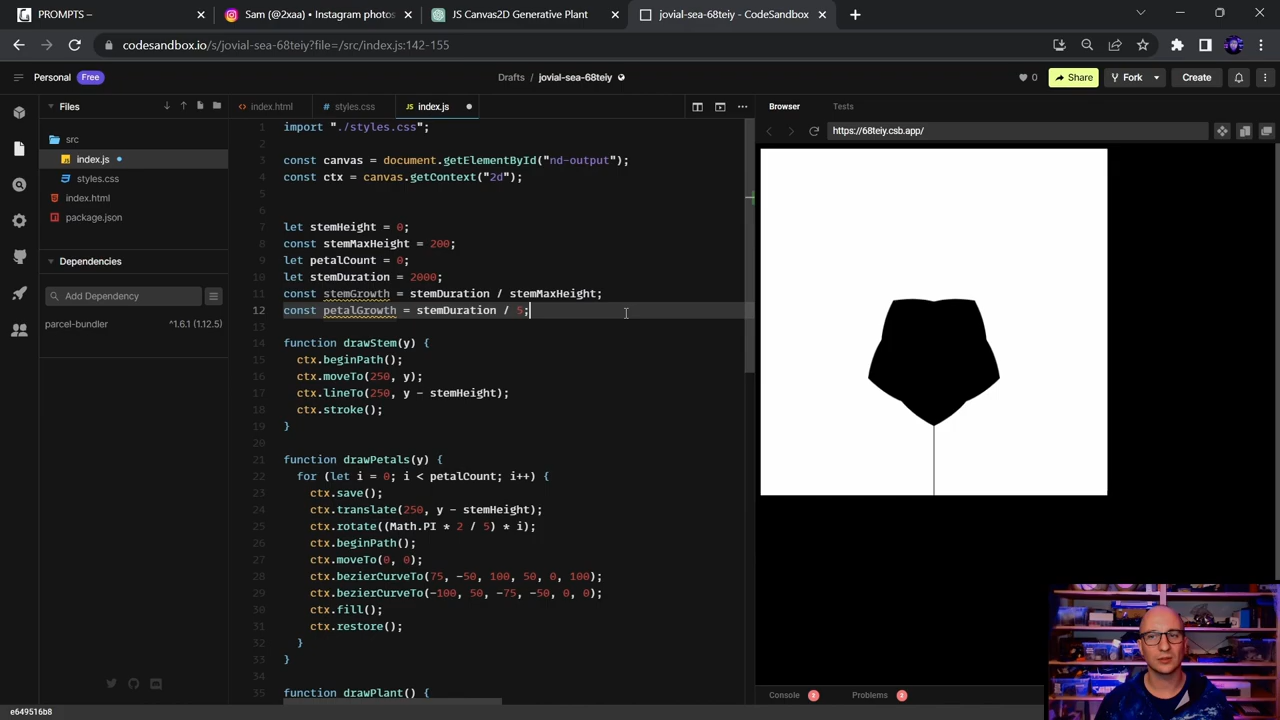 PROMPTS –
Sam (@2xaa) • Instagram photos
JS Canvas2D Generative Plant
jovial-sea-68teiy - CodeSandbox
codesandbox.io/s/jovial-sea-68teiy?file=/src/index.js:142-155
Personal Free
Drafts / jovial-sea-68teiy
0
Share
Fork
Create
Files
src
index.js
styles.css
index.html
package.json
Dependencies
Add Dependency
parcel-bundler
^1.6.1 (1.12.5)
index.html
styles.css
index.js
1 import "./styles.css";
2
3 const canvas = document.getElementById("nd-output");
4 const ctx = canvas.getContext("2d");
5
6
7 let stemHeight = 0;
8 const stemMaxHeight = 200;
9 let petalCount = 0;
10 let stemDuration = 2000;
11 const stemGrowth = stemDuration / stemMaxHeight;
12 const petalGrowth = stemDuration / 5;
13
14 function drawStem(y) {
15 ctx.beginPath();
16 ctx.moveTo(250, y);
17 ctx.lineTo(250, y - stemHeight);
18 ctx.stroke();
19 }
20
21 function drawPetals(y) {
22 for (let i = 0; i < petalCount; i++) {
23 ctx.save();
24 ctx.translate(250, y - stemHeight);
25 ctx.rotate((Math.PI * 2 / 5) * i);
26 ctx.beginPath();
27 ctx.moveTo(0, 0);
28 ctx.bezierCurveTo(75, -50, 100, 50, 0, 100);
29 ctx.bezierCurveTo(-100, 50, -75, -50, 0, 0);
30 ctx.fill();
31 ctx.restore();
32 }
33 }
34
35 function drawPlant() {
Browser
Tests
https://68teiy.csb.app/
Console 2
Problems 2
e649516b8